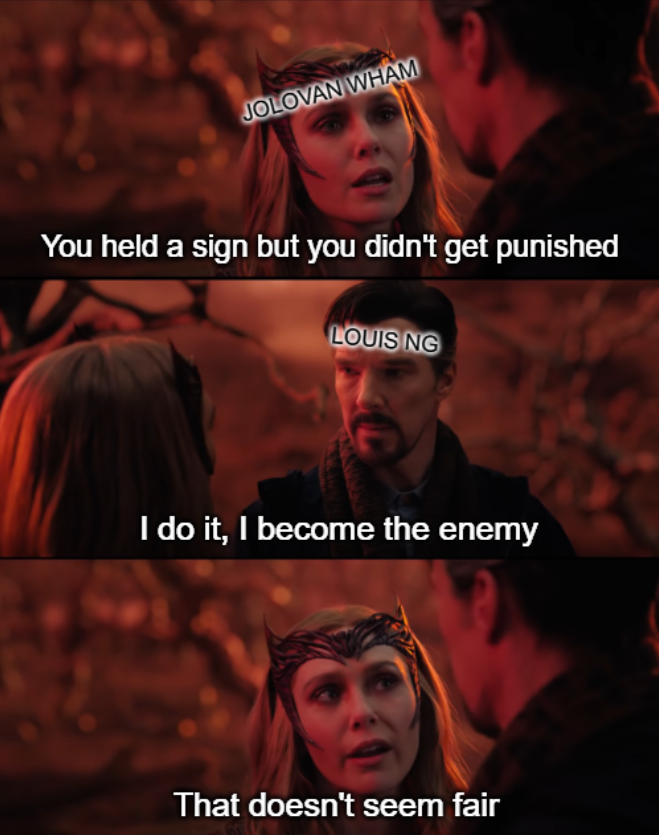 JOLOVAN WHAM
You held a sign but you didn't get punished
LOUIS NG
I do it, I become the enemy
That doesn't seem fair